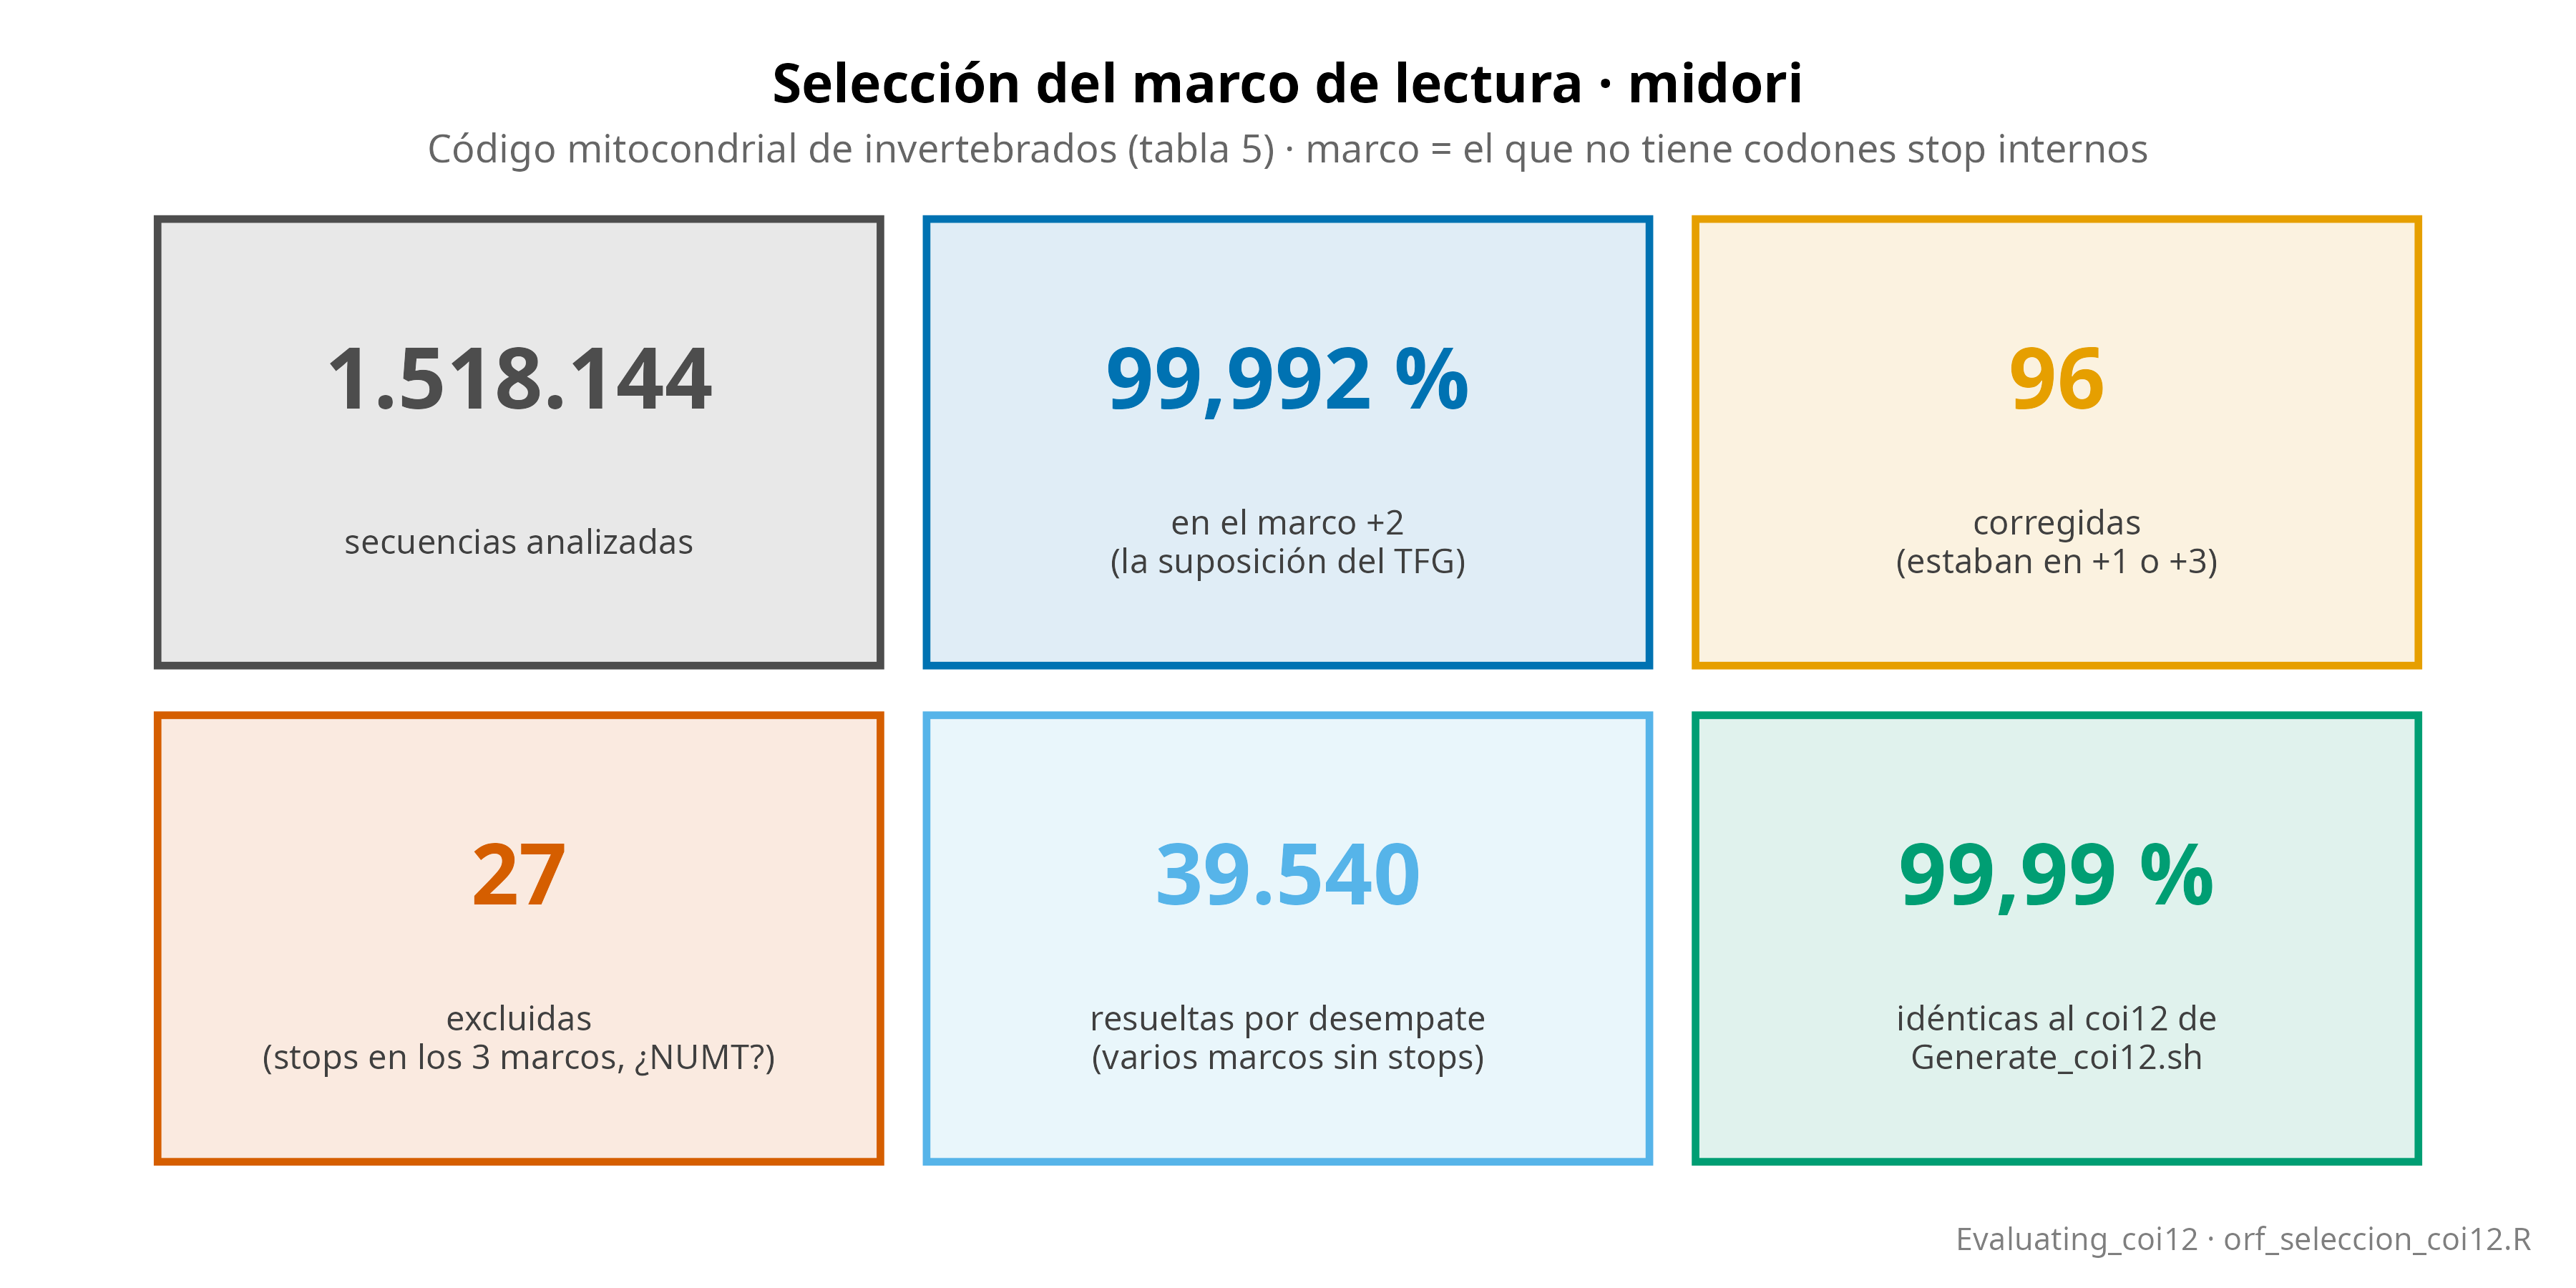 Selección del marco de lectura · midori
Código mitocondrial de invertebrados (tabla 5) · marco = el que no tiene codones stop internos
1.518.144
secuencias analizadas
99,992 %
en el marco +2
(la suposición del TFG)
96
corregidas
(estaban en +1 o +3)
27
excluidas
(stops en los 3 marcos, ¿NUMT?)
39.540
resueltas por desempate
(varios marcos sin stops)
99,99 %
idénticas al coi12 de
Generate_coi12.sh
Evaluating_coi12 · orf_seleccion_coi12.R